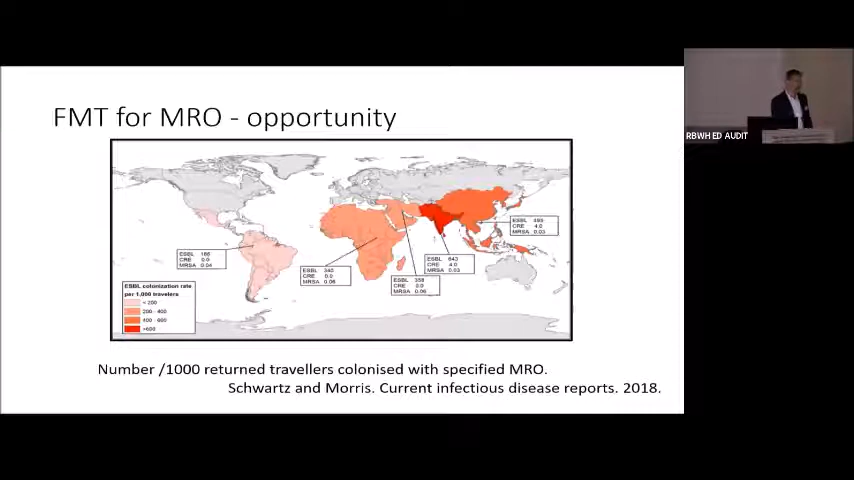 FMT for MRO - opportunity
ESBL 166
CRE 0.0
MRSA 0.04
ESBL 340
CRE 0.0
MRSA 0.06
ESBL 358
CRE 0.0
MRSA 0.06
ESBL 643
CRE 4.0
MRSA 0.03
ESBL 493
CRE 4.0
MRSA 0.03
ESBL colonization rate
per 1,000 travelers
< 200
200 - 400
400 - 600
>600
Number /1000 returned travellers colonised with specified MRO.
Schwartz and Morris. Current infectious disease reports. 2018.
RBWH ED AUDIT